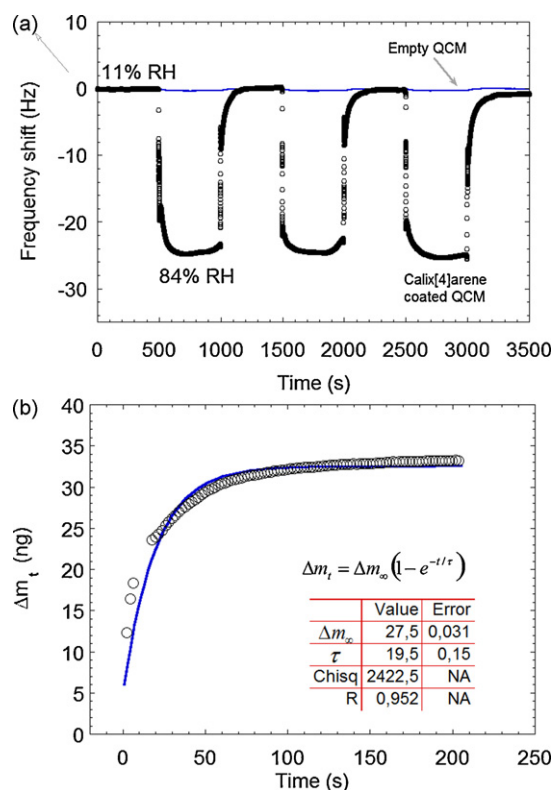 (a)
Frequency shift (Hz)
10
0
-10
-20
-30
11% RH
84% RH
Empty QCM
Calix[4]arene
coated QCM
0 500 1000 1500 2000 2500 3000 3500
Time (s)
(b)
Δm_t (ng)
40
35
30
25
20
15
10
5
0
Δm_t = Δm_∞(1−e^{−t/τ})
Value Error
Δm_∞ 27,5 0,031
τ 19,5 0,15
Chisq 2422,5 NA
R 0,952 NA
0 50 100 150 200 250
Time (s)